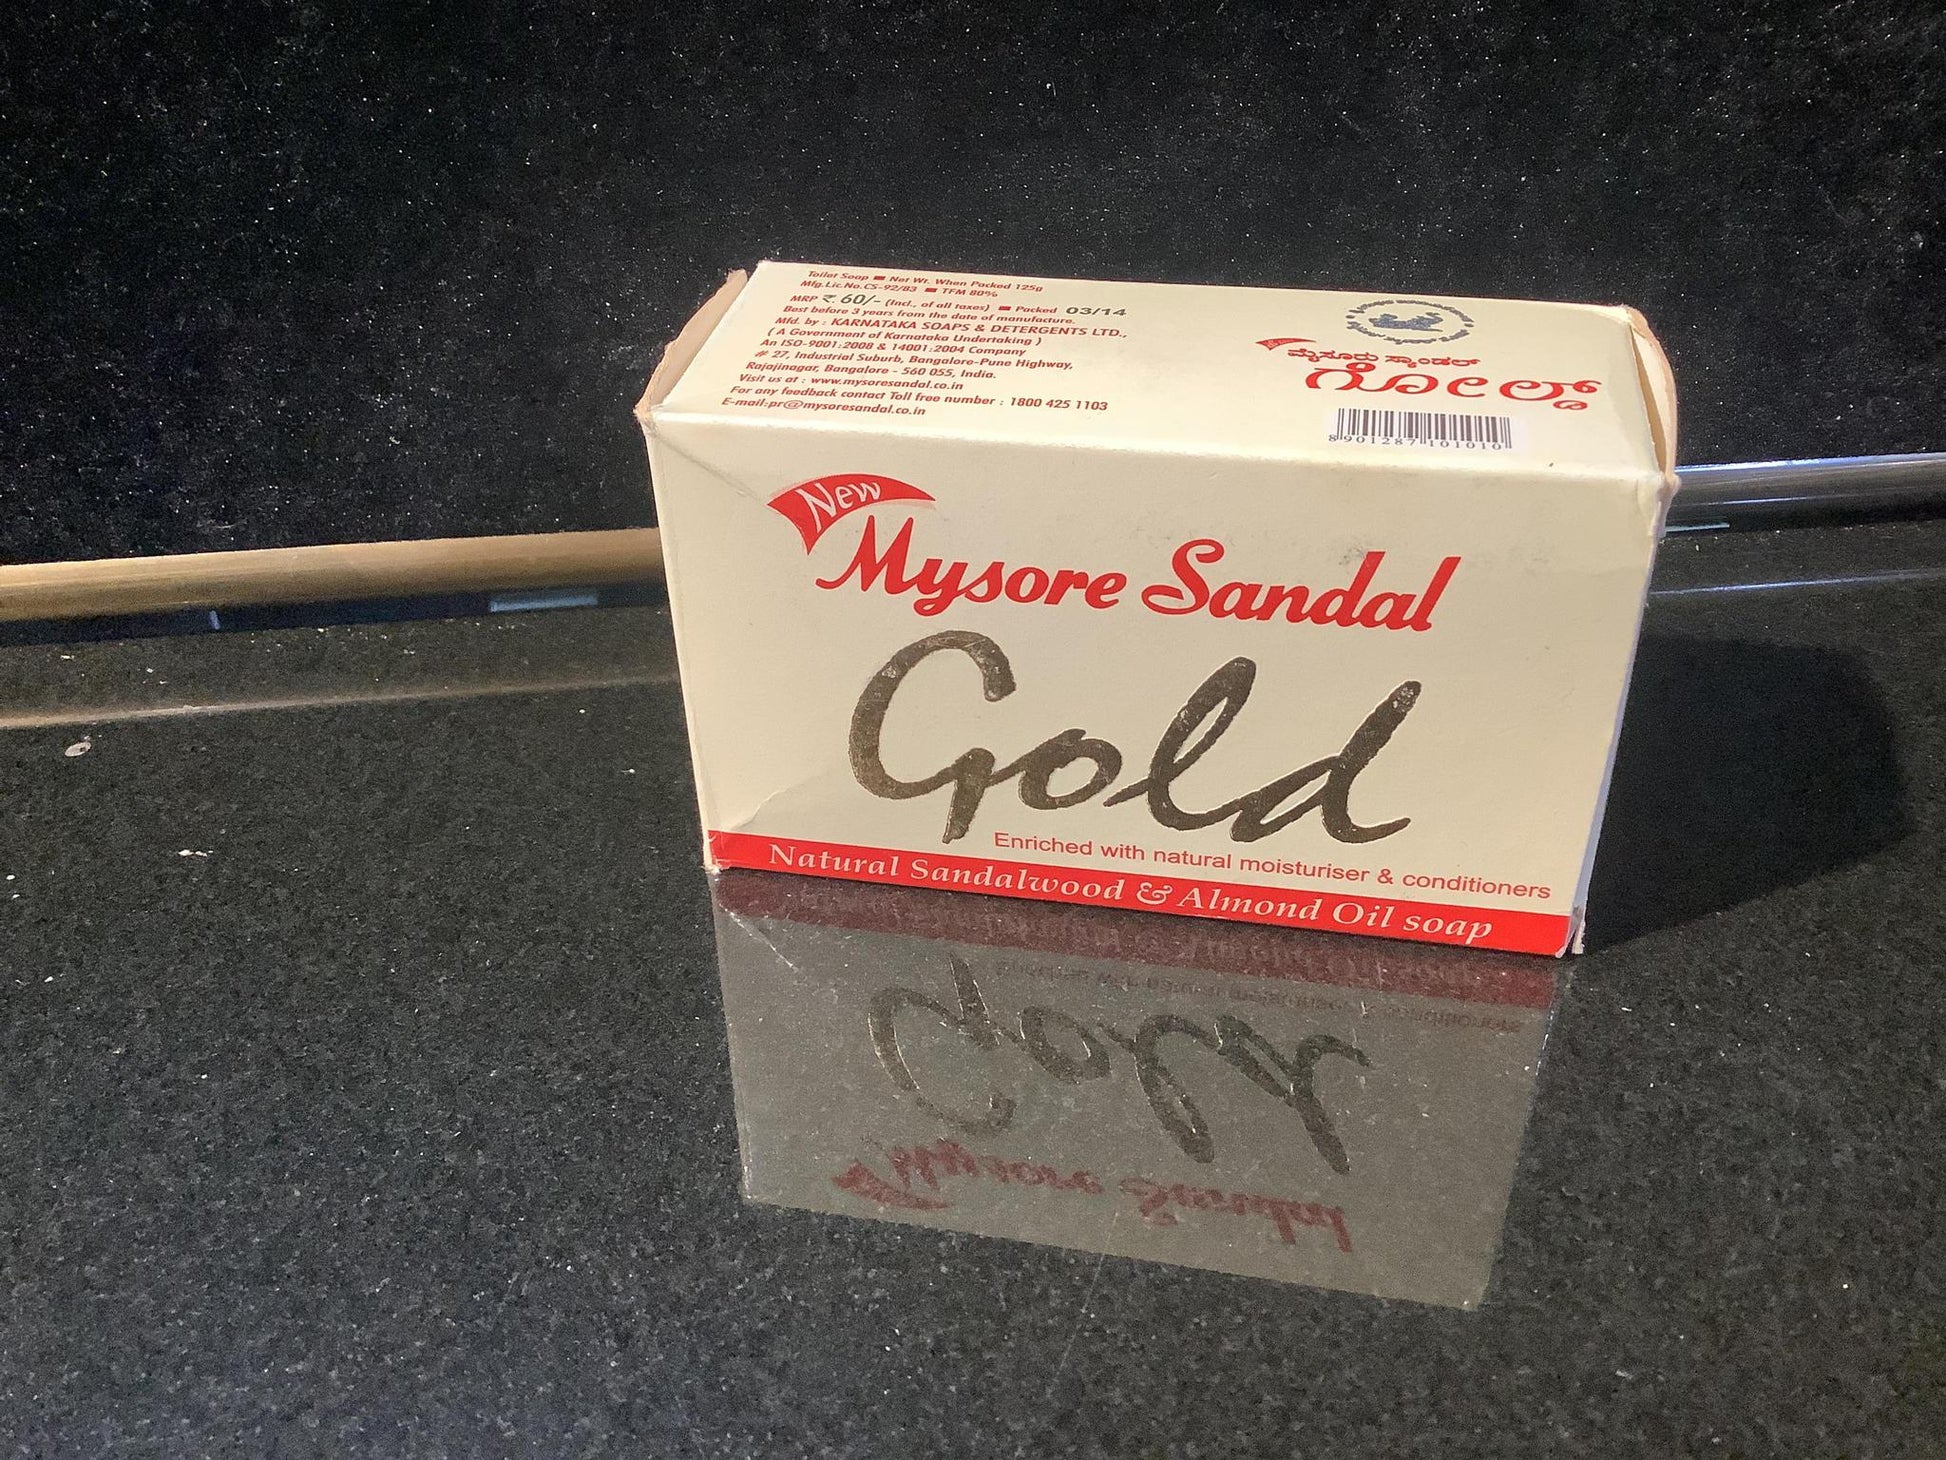 Toilet Soap ■ Net Wt. When Packed 125g
Mfg.Lic.No.CS-92/83 ■ TFM 80%
MRP ₹ 60/- (Incl., of all taxes) ■ Packed 03/14
Best before 3 years from the date of manufacture.
Mfd. by : KARNATAKA SOAPS & DETERGENTS LTD.,
( A Government of Karnataka Undertaking )
An ISO-9001:2008 & 14001:2004 Company
# 27, Industrial Suburb, Bangalore-Pune Highway,
Rajajinagar, Bangalore - 560 055, India.
Visit us at : www.mysoresandal.co.in
For any feedback contact Toll free number : 1800 425 1103
E-mail:pr@mysoresandal.co.in
ಮೈಸೂರು ಸ್ಯಾಂಡಲ್
ಗೋಲ್ಡ್
8901287101010
New
Mysore Sandal
Gold
Enriched with natural moisturiser & conditioners
Natural Sandalwood & Almond Oil soap